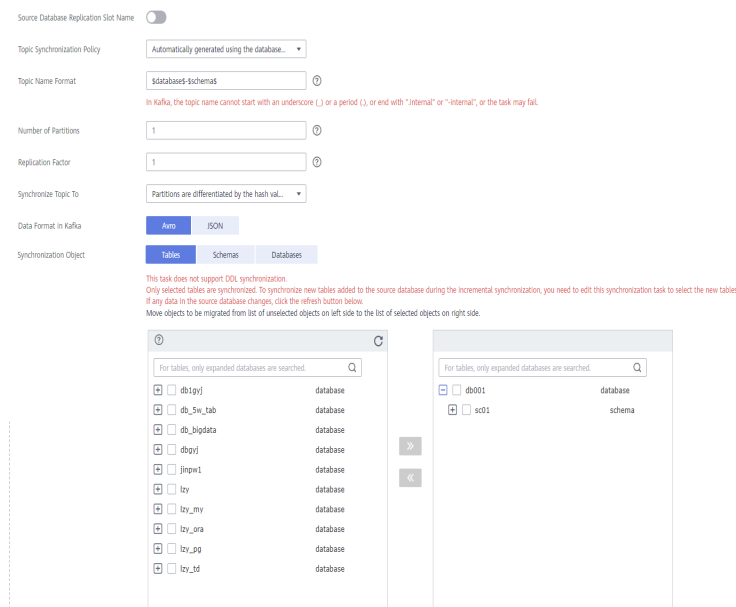 Source Database Replication Slot Name
Topic Synchronization Policy
Automatically generated using the database...
Topic Name Format
$database$-$schema$
In Kafka, the topic name cannot start with an underscore (_) or a period (.), or end with ".internal" or "-internal", or the task may fail.
Number of Partitions
1
Replication Factor
1
Synchronize Topic To
Partitions are differentiated by the hash val...
Data Format in Kafka
Avro JSON
Synchronization Object
Tables Schemas Databases
This task does not support DDL synchronization.
Only selected tables are synchronized. To synchronize new tables added to the source database during the incremental synchronization, you need to edit this synchronization task to select the new tables
If any data in the source database changes, click the refresh button below.
Move objects to be migrated from list of unselected objects on left side to the list of selected objects on right side.
For tables, only expanded databases are searched.
db1gyj database
db_5w_tab database
db_bigdata database
dbgyj database
jinpw1 database
lzy database
lzy_my database
lzy_ora database
lzy_pg database
lzy_td database
For tables, only expanded databases are searched.
db001 database
sc01 schema